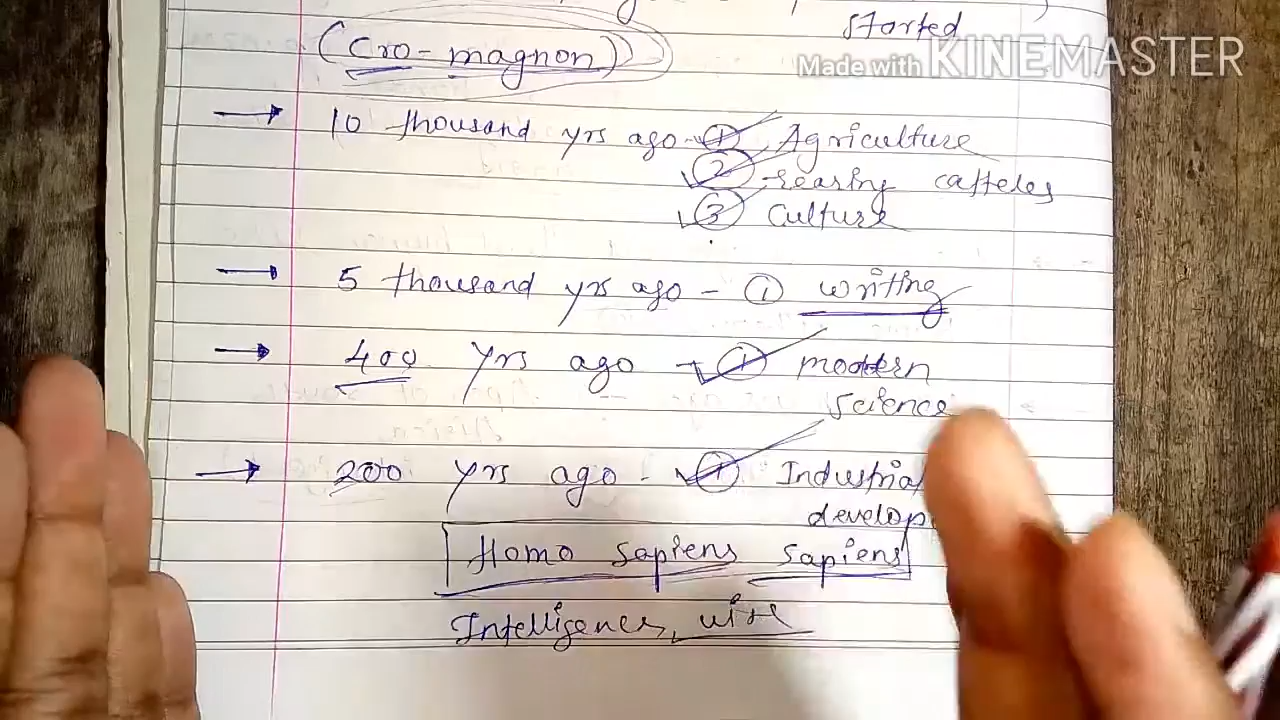 started
Made with KINEMASTER
(Cro-magnon))
→ 10 thousand yrs ago - ① Agriculture
② rearing catteles
③ Culture
→ 5 thousand yrs ago - ① writing
→ 400 yrs ago - ① modern
science
→ 200 yrs ago - ① Industrial
develop
Homo sapiens sapiens
Intelligence, wise